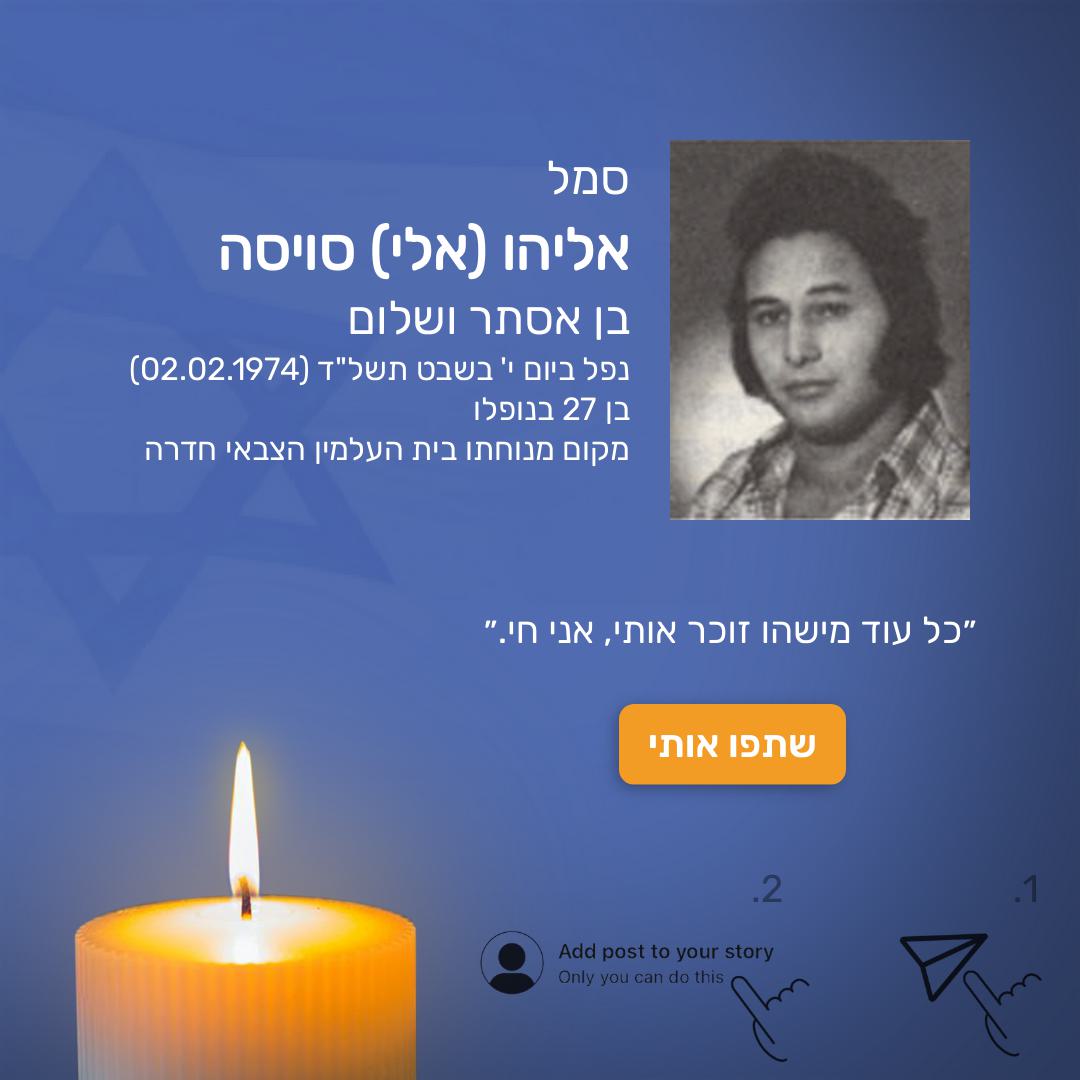 סמל
אליהו (אלי) סויסה
בן אסתר ושלום
נפל ביום י' בשבט תשל"ד (02.02.1974)
בן 27 בנופלו
מקום מנוחתו בית העלמין הצבאי חדרה
״כל עוד מישהו זוכר אותי, אני חי.״
שתפו אותי
1.
2.
Add post to your story
Only you can do this